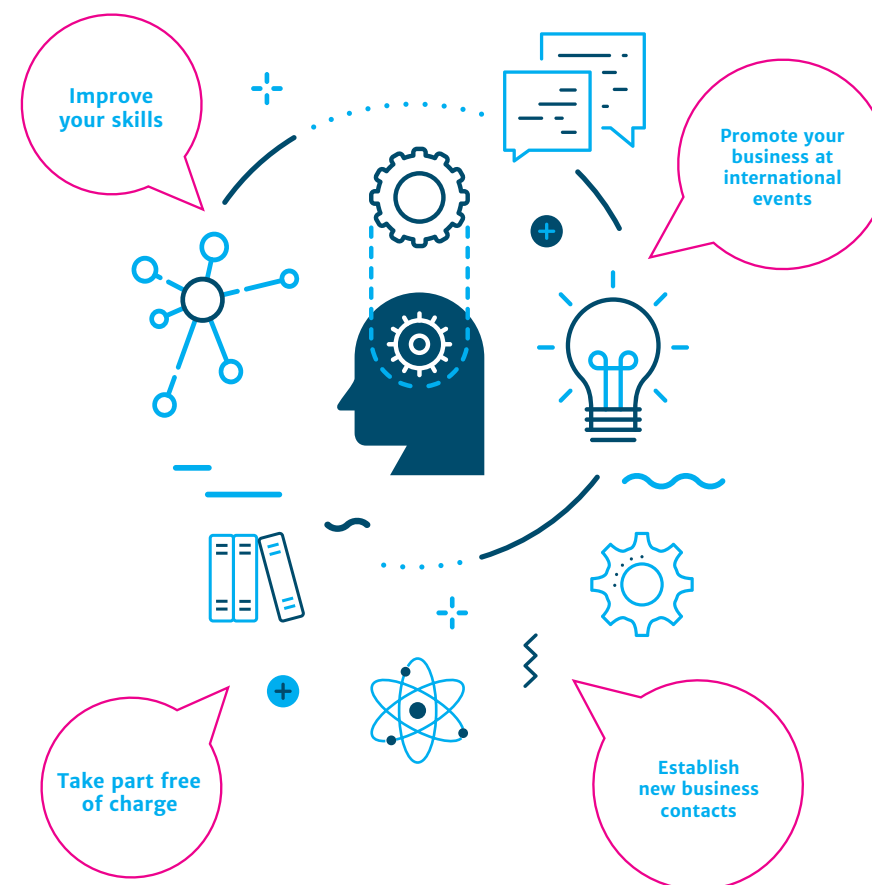 Improve
your skills
Promote your
business at
international
events
Take part free
of charge
Establish
new business
contacts